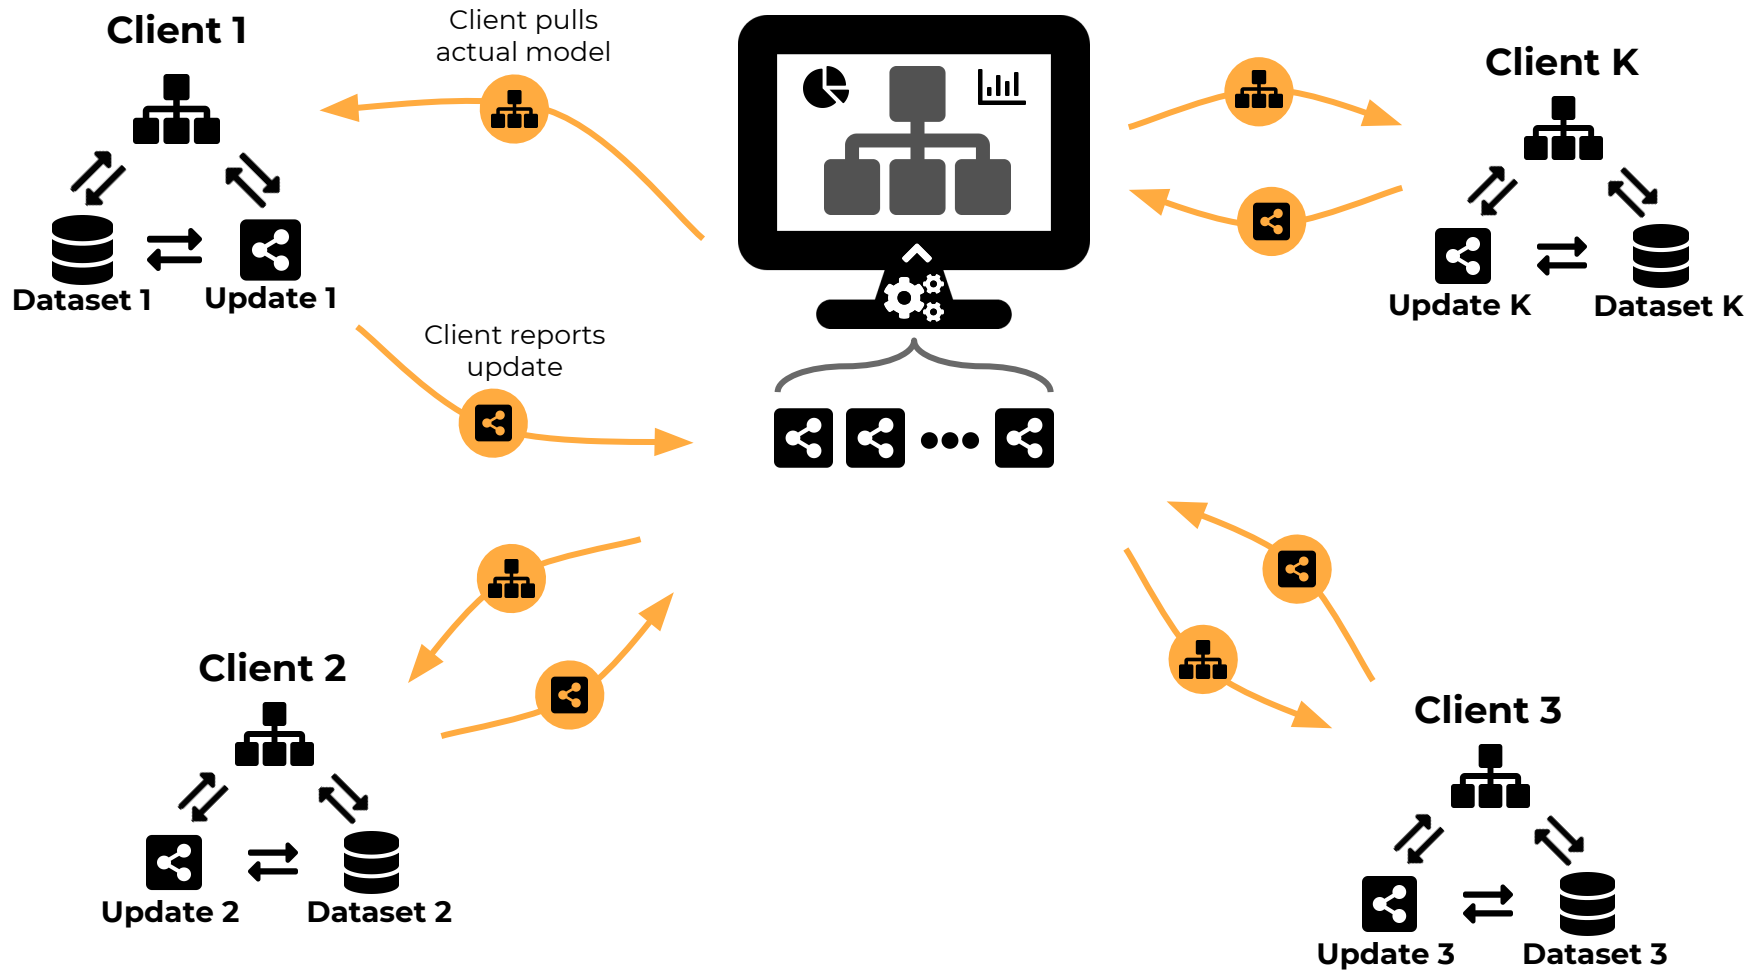 Client 1
Client pulls
actual model
Client K
Dataset 1
Update 1
Update K
Dataset K
Client reports
update
Client 2
Client 3
Update 2
Dataset 2
Update 3
Dataset 3